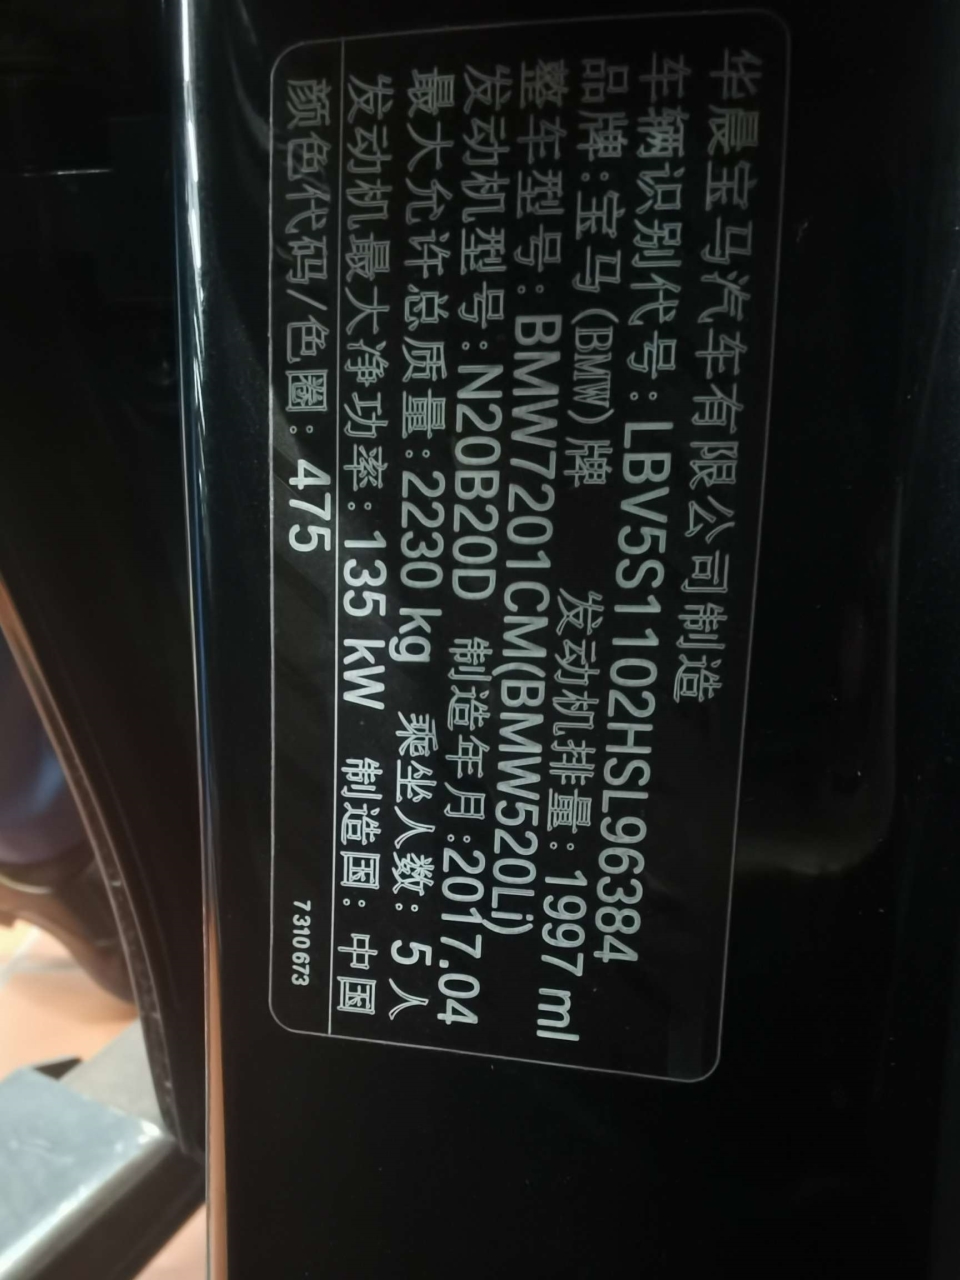 华晨宝马汽车有限公司制造
车辆识别代号：LBV5S1102HSL96384
品牌：宝马(BMW)牌 发动机排量：1997 ml
整车型号：BMW7201CM(BMW520Li)
发动机型号：N20B20D 制造年月：2017.04
最大允许总质量：2230 kg 乘坐人数：5人
发动机最大净功率：135 kW 制造国：中国
颜色代码/色圈：475
7310673